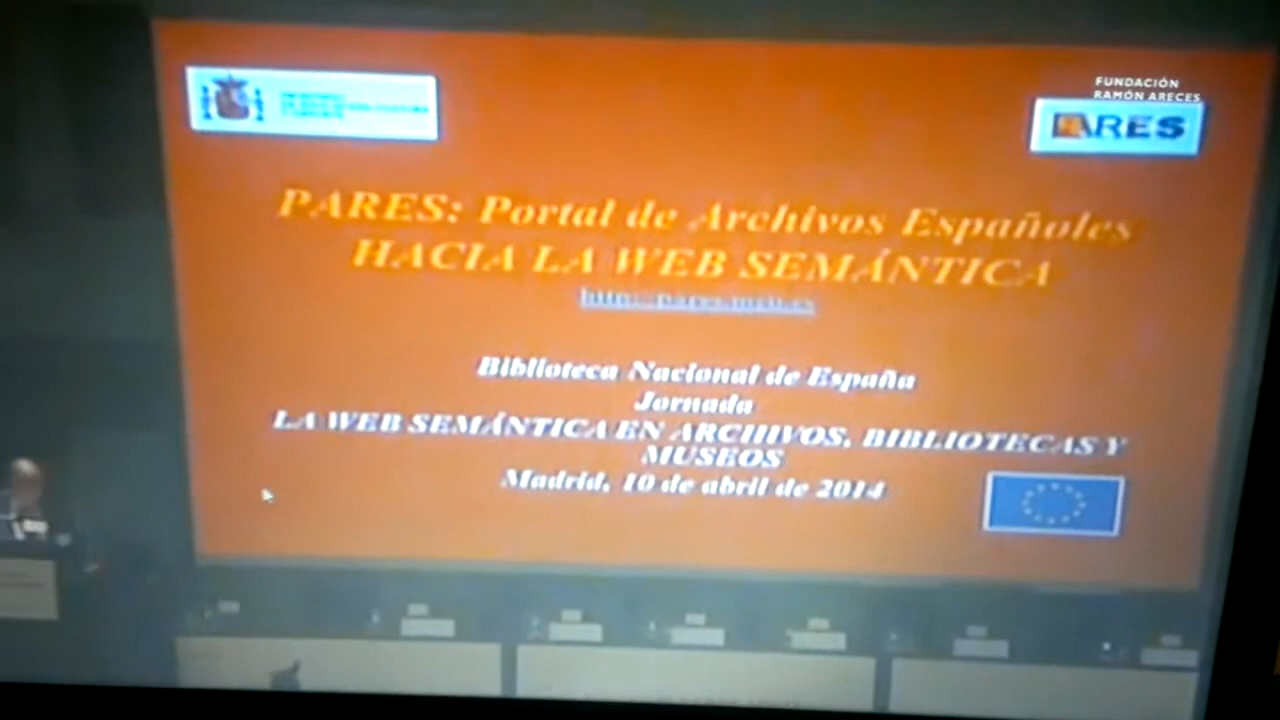 FUNDACIÓN
RAMÓN ARECES
PARES
PARES: Portal de Archivos Españoles
HACIA LA WEB SEMÁNTICA
Biblioteca Nacional de España
Jornada
LA WEB SEMÁNTICA EN ARCHIVOS, BIBLIOTECAS Y
MUSEOS
Madrid, 10 de abril de 2014